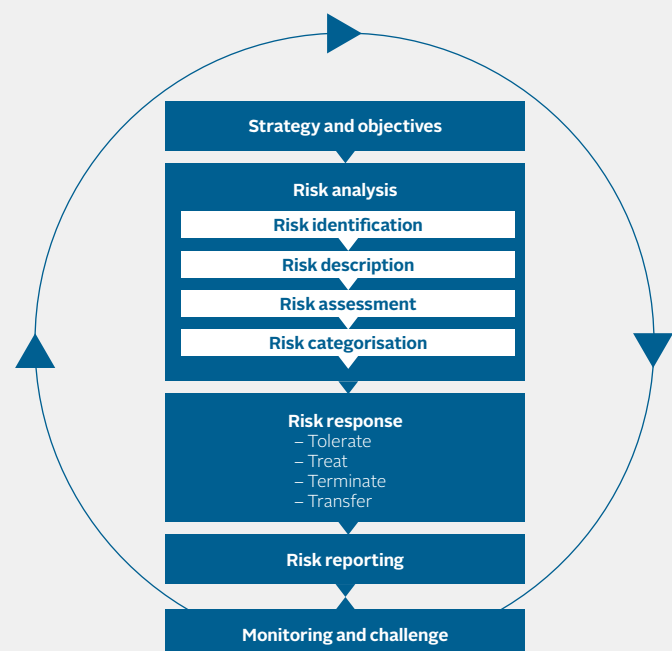 Strategy and objectives
Risk analysis
Risk identification
Risk description
Risk assessment
Risk categorisation
Risk response
– Tolerate
– Treat
– Terminate
– Transfer
Risk reporting
Monitoring and challenge